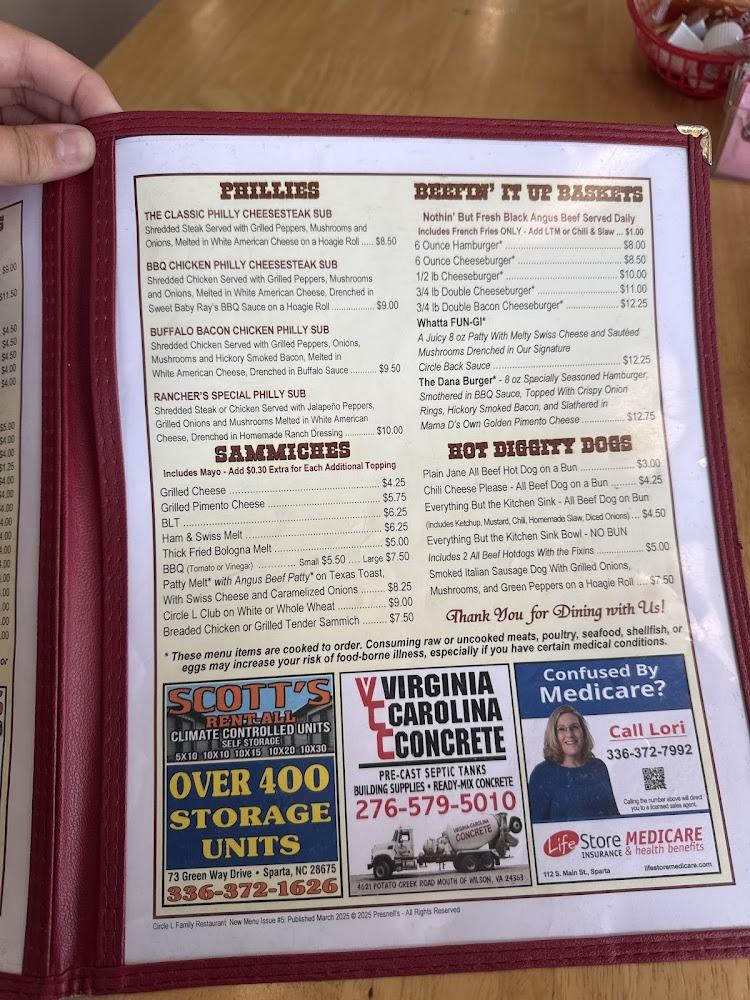 PHILLIES
THE CLASSIC PHILLY CHEESESTEAK SUB
Shredded Steak Served with Grilled Peppers, Mushrooms and
Onions, Melted in White American Cheese on a Hoagie Roll ..... $8.50
BBQ CHICKEN PHILLY CHEESESTEAK SUB
Shredded Chicken Served with Grilled Peppers, Mushrooms
and Onions, Melted in White American Cheese, Drenched in
Sweet Baby Ray's BBQ Sauce on a Hoagie Roll ................. $9.00
BUFFALO BACON CHICKEN PHILLY SUB
Shredded Chicken Served with Grilled Peppers, Onions,
Mushrooms and Hickory Smoked Bacon, Melted in
White American Cheese, Drenched in Buffalo Sauce .......... $9.50
RANCHER'S SPECIAL PHILLY SUB
Shredded Steak or Chicken Served with Jalapeño Peppers,
Grilled Onions and Mushrooms Melted in White American
Cheese, Drenched in Homemade Ranch Dressing ............ $10.00
SAMMICHES
Includes Mayo - Add $0.30 Extra for Each Additional Topping
Grilled Cheese ........................................ $4.25
Grilled Pimento Cheese ........................................ $5.75
BLT ........................................ $6.25
Ham & Swiss Melt ........................................ $6.25
Thick Fried Bologna Melt ........................................ $5.00
BBQ (Tomato or Vinegar) ............. Small $5.50 .... Large $7.50
Patty Melt* with Angus Beef Patty* on Texas Toast,
With Swiss Cheese and Caramelized Onions ........ $8.25
Circle L Club on White or Whole Wheat ................ $9.00
Breaded Chicken or Grilled Tender Sammich ........ $7.50
BEEFIN' IT UP BASKETS
Nothin' But Fresh Black Angus Beef Served Daily
Includes French Fries ONLY - Add LTM or Chili & Slaw ... $1.00
6 Ounce Hamburger* ........................................ $8.00
6 Ounce Cheeseburger* ........................................ $8.50
1/2 lb Cheeseburger* ........................................ $10.00
3/4 lb Double Cheeseburger* ........................................ $11.00
3/4 lb Double Bacon Cheeseburger* ........................ $12.25
Whatta FUN-GI*
A Juicy 8 oz Patty With Melty Swiss Cheese and Sautéed
Mushrooms Drenched in Our Signature
Circle Back Sauce ........................................ $12.25
The Dana Burger* - 8 oz Specially Seasoned Hamburger,
Smothered in BBQ Sauce, Topped With Crispy Onion
Rings, Hickory Smoked Bacon, and Slathered in
Mama D's Own Golden Pimento Cheese ............... $12.75
HOT DIGGITY DOGS
Plain Jane All Beef Hot Dog on a Bun ........................ $3.00
Chili Cheese Please - All Beef Dog on a Bun ........ $4.25
Everything But the Kitchen Sink - All Beef Dog on Bun
(Includes Ketchup, Mustard, Chili, Homemade Slaw, Diced Onions) ... $4.50
Everything But the Kitchen Sink Bowl - NO BUN
Includes 2 All Beef Hotdogs With the Fixins ................ $5.00
Smoked Italian Sausage Dog With Grilled Onions,
Mushrooms, and Green Peppers on a Hoagie Roll .... $7.50
Thank You for Dining with Us!
* These menu items are cooked to order. Consuming raw or uncooked meats, poultry, seafood, shellfish, or
eggs may increase your risk of food-borne illness, especially if you have certain medical conditions.
SCOTT'S
RENT-ALL
CLIMATE CONTROLLED UNITS
SELF STORAGE
5X10 10X10 10X15 10X20 10X30
OVER 400
STORAGE
UNITS
73 Green Way Drive • Sparta, NC 28675
336-372-1626
VIRGINIA
CAROLINA
CONCRETE
PRE-CAST SEPTIC TANKS
BUILDING SUPPLIES • READY-MIX CONCRETE
276-579-5010
VIRGINIA-CAROLINA
CONCRETE
4621 POTATO CREEK ROAD MOUTH OF WILSON, VA 24363
Confused By
Medicare?
Call Lori
336-372-7992
Calling the number above will direct
you to a licensed sales agent.
LifeStore MEDICARE
INSURANCE & health benefits
112 S. Main St., Sparta
lifestoremedicare.com
Circle L Family Restaurant New Menu Issue #5: Published March 2025 © 2025 Presnell's - All Rights Reserved